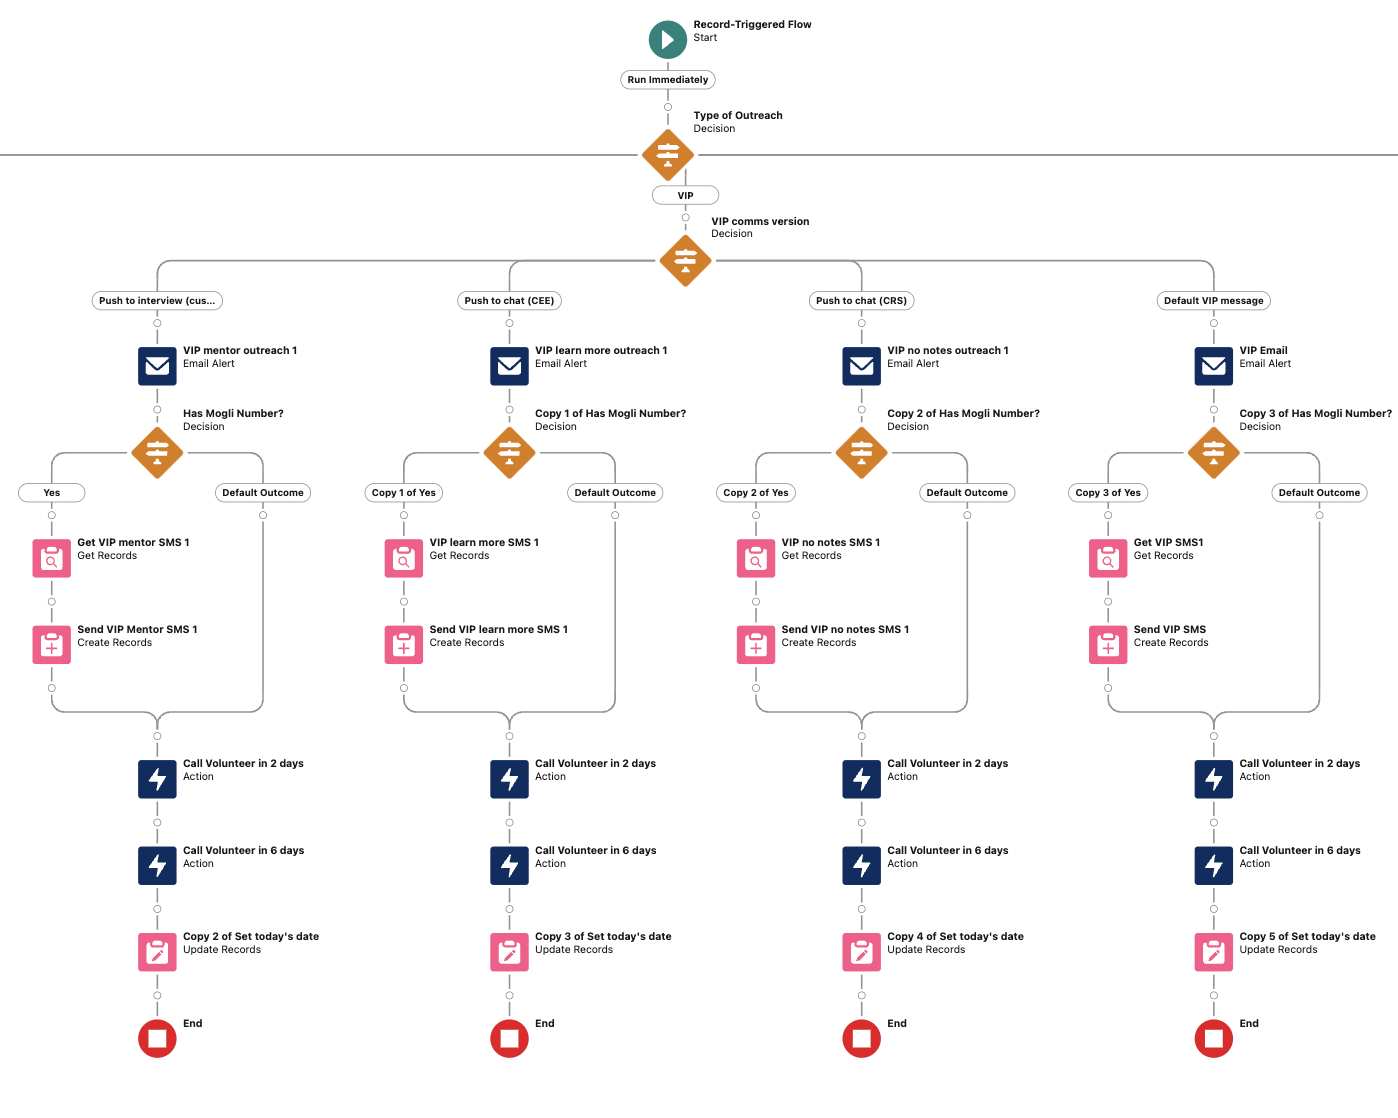 Record-Triggered Flow
Start
Run Immediately
Type of Outreach
Decision
VIP
VIP comms version
Decision
Push to interview (cus...
Push to chat (CEE)
Push to chat (CRS)
Default VIP message
VIP mentor outreach 1
Email Alert
VIP learn more outreach 1
Email Alert
VIP no notes outreach 1
Email Alert
VIP Email
Email Alert
Has Mogli Number?
Decision
Copy 1 of Has Mogli Number?
Decision
Copy 2 of Has Mogli Number?
Decision
Copy 3 of Has Mogli Number?
Decision
Yes
Default Outcome
Copy 1 of Yes
Default Outcome
Copy 2 of Yes
Default Outcome
Copy 3 of Yes
Default Outcome
Get VIP mentor SMS 1
Get Records
VIP learn more SMS 1
Get Records
VIP no notes SMS 1
Get Records
Get VIP SMS1
Get Records
Send VIP Mentor SMS 1
Create Records
Send VIP learn more SMS 1
Create Records
Send VIP no notes SMS 1
Create Records
Send VIP SMS
Create Records
Call Volunteer in 2 days
Action
Call Volunteer in 2 days
Action
Call Volunteer in 2 days
Action
Call Volunteer in 2 days
Action
Call Volunteer in 6 days
Action
Call Volunteer in 6 days
Action
Call Volunteer in 6 days
Action
Call Volunteer in 6 days
Action
Copy 2 of Set today's date
Update Records
Copy 3 of Set today's date
Update Records
Copy 4 of Set today's date
Update Records
Copy 5 of Set today's date
Update Records
End
End
End
End